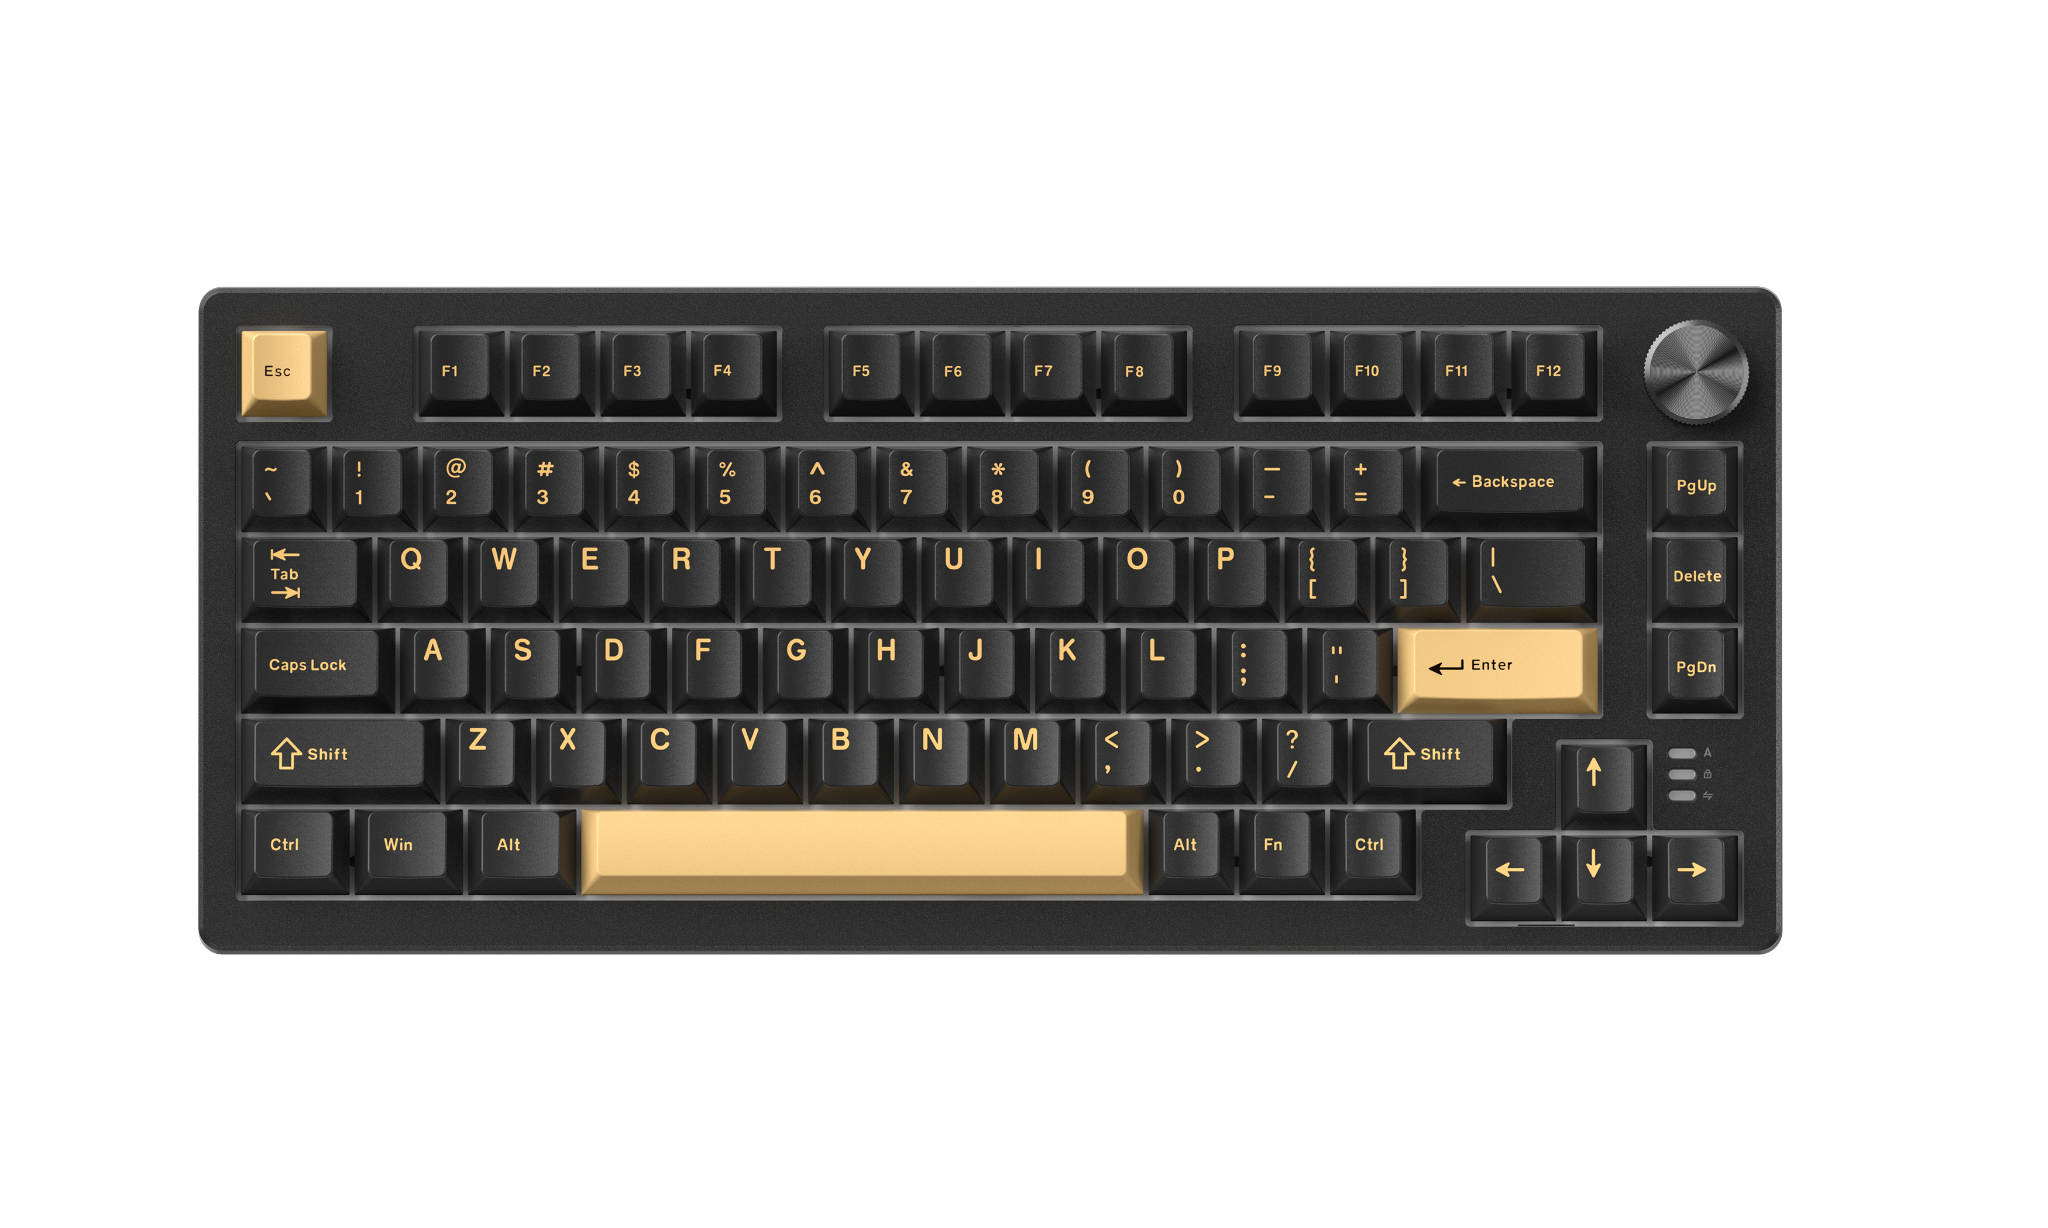 Esc F1 F2 F3 F4 F5 F6 F7 F8 F9 F10 F11 F12
~ ! @ # $ % ^ & * ( ) — +
` 1 2 3 4 5 6 7 8 9 0 - = ← Backspace PgUp
⇤ Q W E R T Y U I O P { } |
Tab [ ] \ Delete
⇥
Caps Lock A S D F G H J K L : " ↵ Enter PgDn
; '
⇧ Shift Z X C V B N M < > ? ⇧ Shift ↑ A
, . /
Ctrl Win Alt Alt Fn Ctrl ← ↓ →